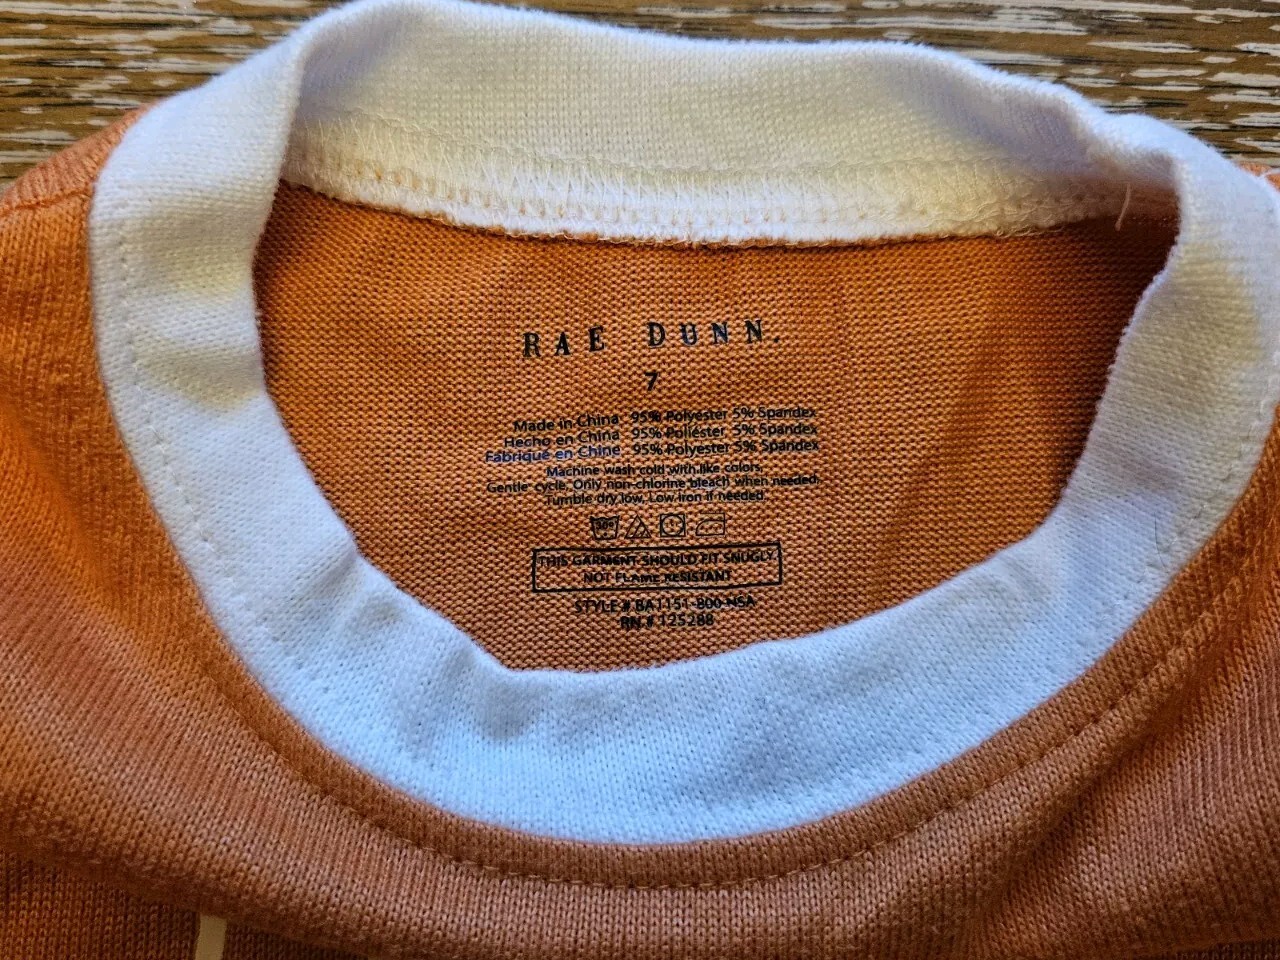 RAE DUNN.
7
Made in China 95% Polyester 5% Spandex
Hecho en China 95% Poliéster 5% Spandex
Fabriqué en Chine 95% Polyester 5% Spandex
Machine wash cold with like colors,
Gentle cycle, Only non-chlorine bleach when needed,
Tumble dry low, Low iron if needed.
30°
THIS GARMENT SHOULD FIT SNUGLY
NOT FLAME RESISTANT
STYLE # BA1151-800-NSA
RN # 125288